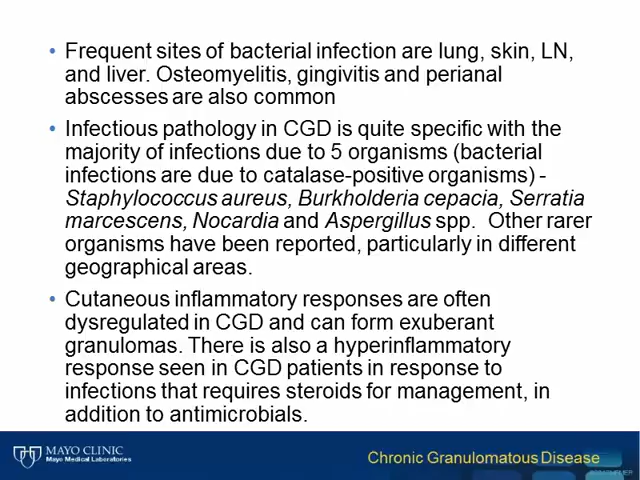 • Frequent sites of bacterial infection are lung, skin, LN,
and liver. Osteomyelitis, gingivitis and perianal
abscesses are also common
• Infectious pathology in CGD is quite specific with the
majority of infections due to 5 organisms (bacterial
infections are due to catalase-positive organisms) -
Staphylococcus aureus, Burkholderia cepacia, Serratia
marcescens, Nocardia and Aspergillus spp. Other rarer
organisms have been reported, particularly in different
geographical areas.
• Cutaneous inflammatory responses are often
dysregulated in CGD and can form exuberant
granulomas. There is also a hyperinflammatory
response seen in CGD patients in response to
infections that requires steroids for management, in
addition to antimicrobials.
MAYO CLINIC
Mayo Medical Laboratories
Chronic Granulomatous Disease